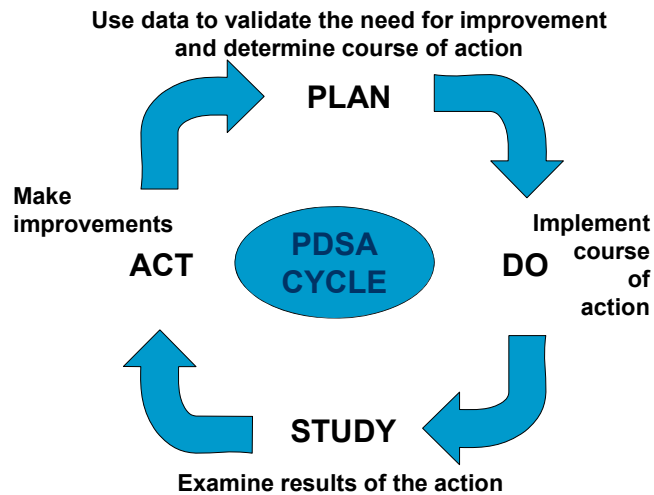 Use data to validate the need for improvement
and determine course of action
PLAN
Make
improvements
ACT
PDSA
CYCLE
DO
Implement
course
of
action
STUDY
Examine results of the action